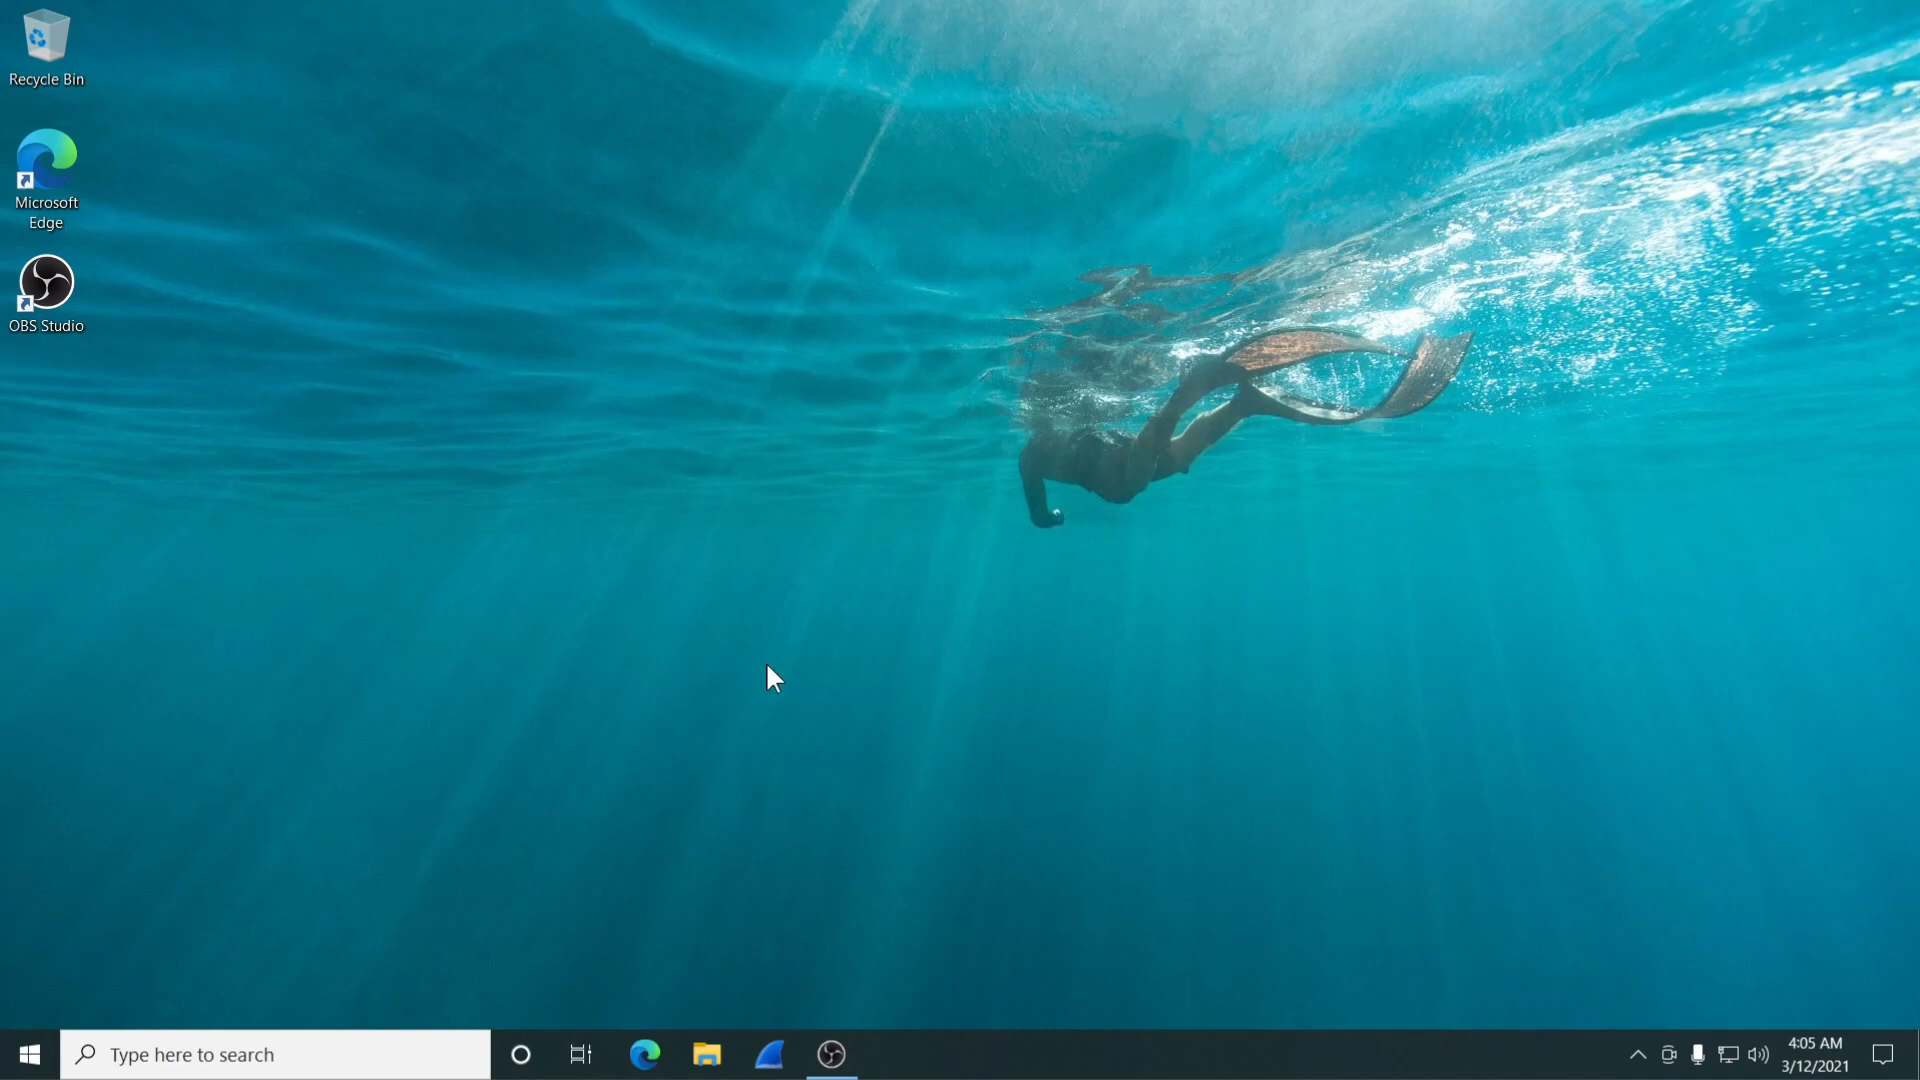 Recycle Bin
Microsoft
Edge
OBS Studio
Type here to search
4:05 AM
3/12/2021